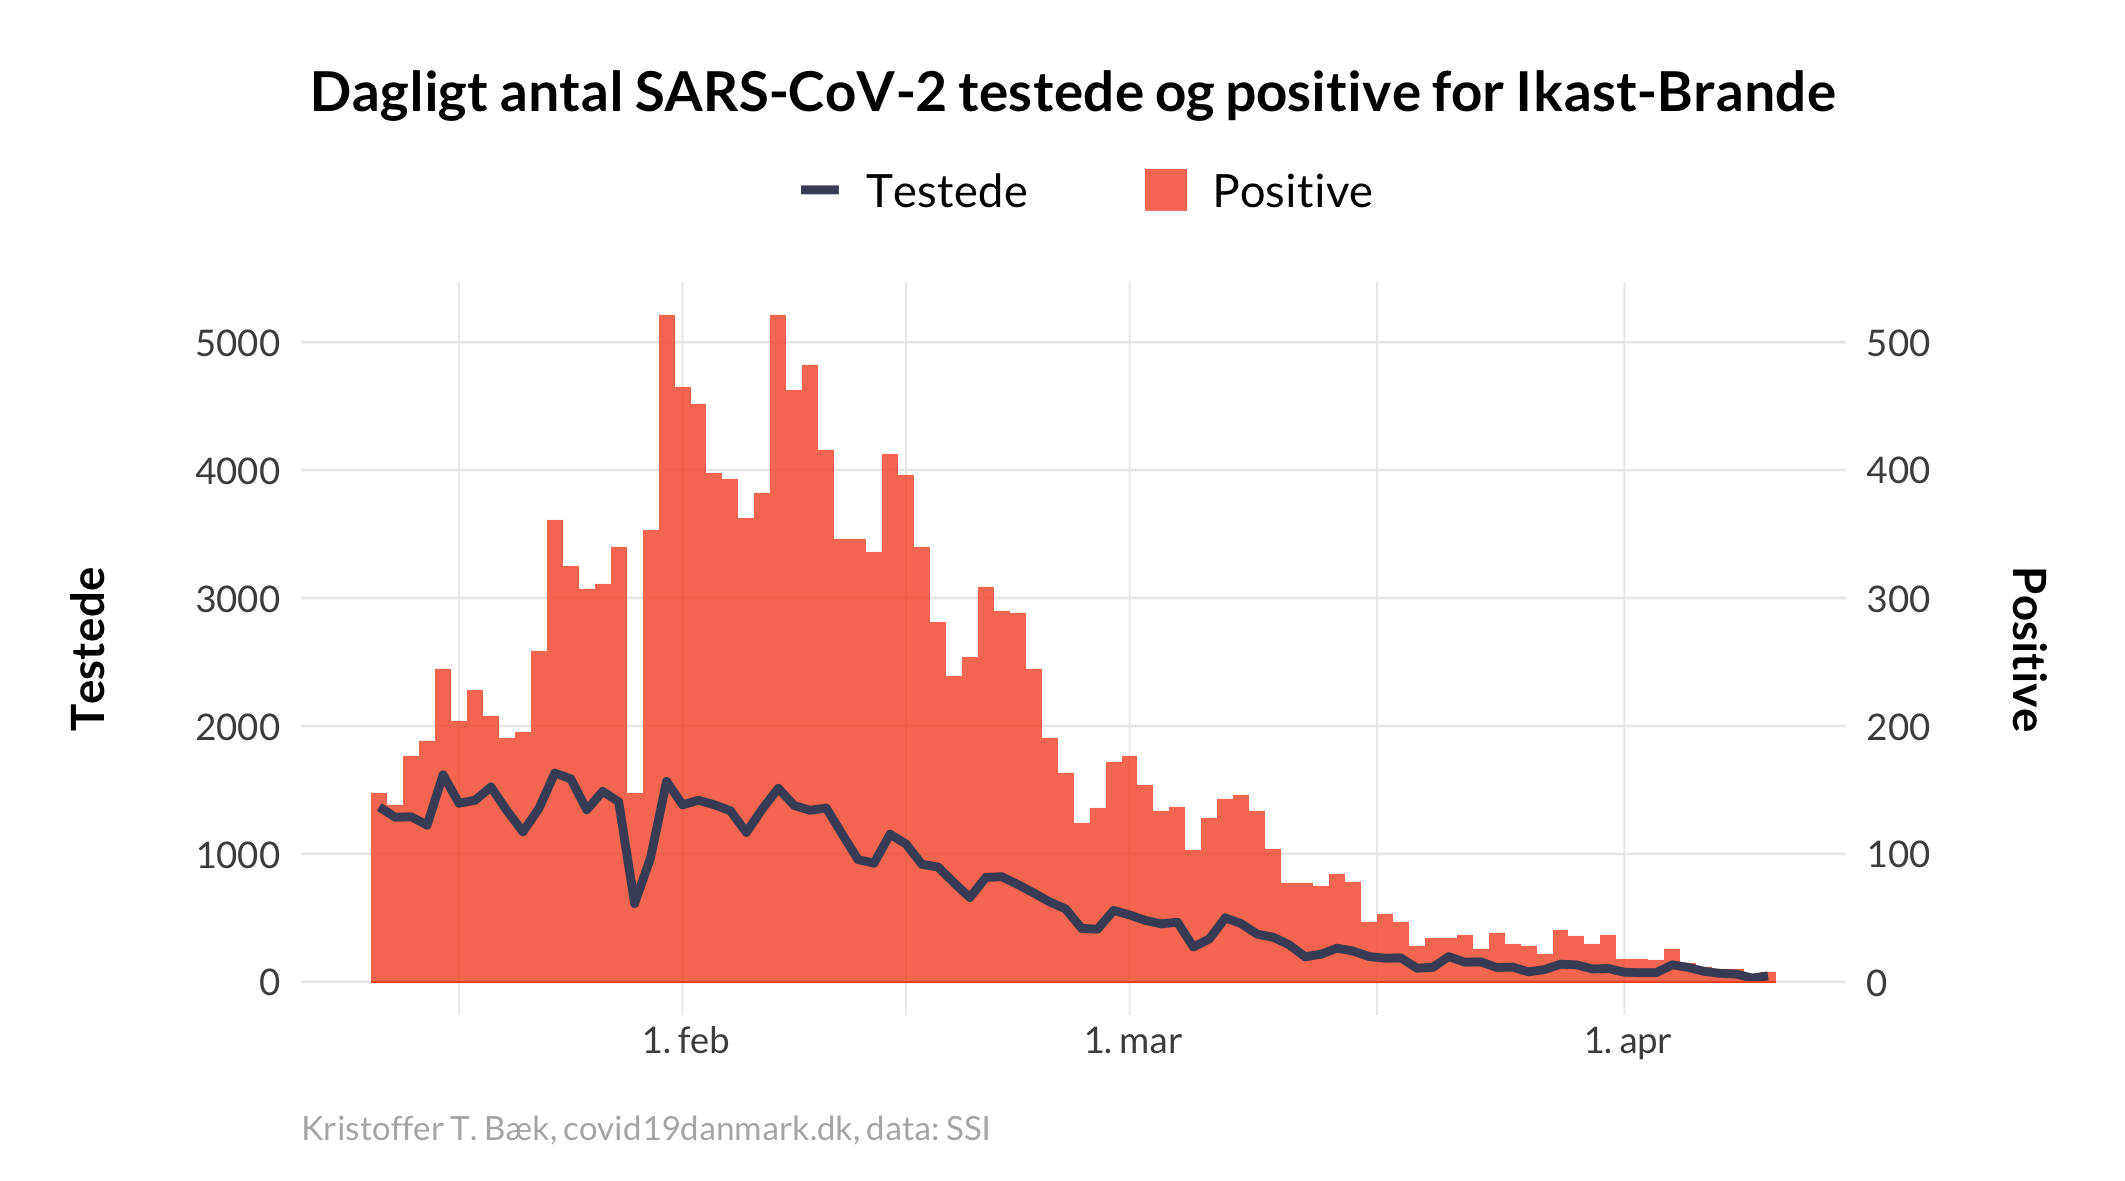 Dagligt antal SARS-CoV-2 testede og positive for Ikast-Brande
Testede
Positive
5000
4000
3000
2000
1000
0
Testede
500
400
300
200
100
0
Positive
1. feb
1. mar
1. apr
Kristoffer T. Bæk, covid19danmark.dk, data: SSI